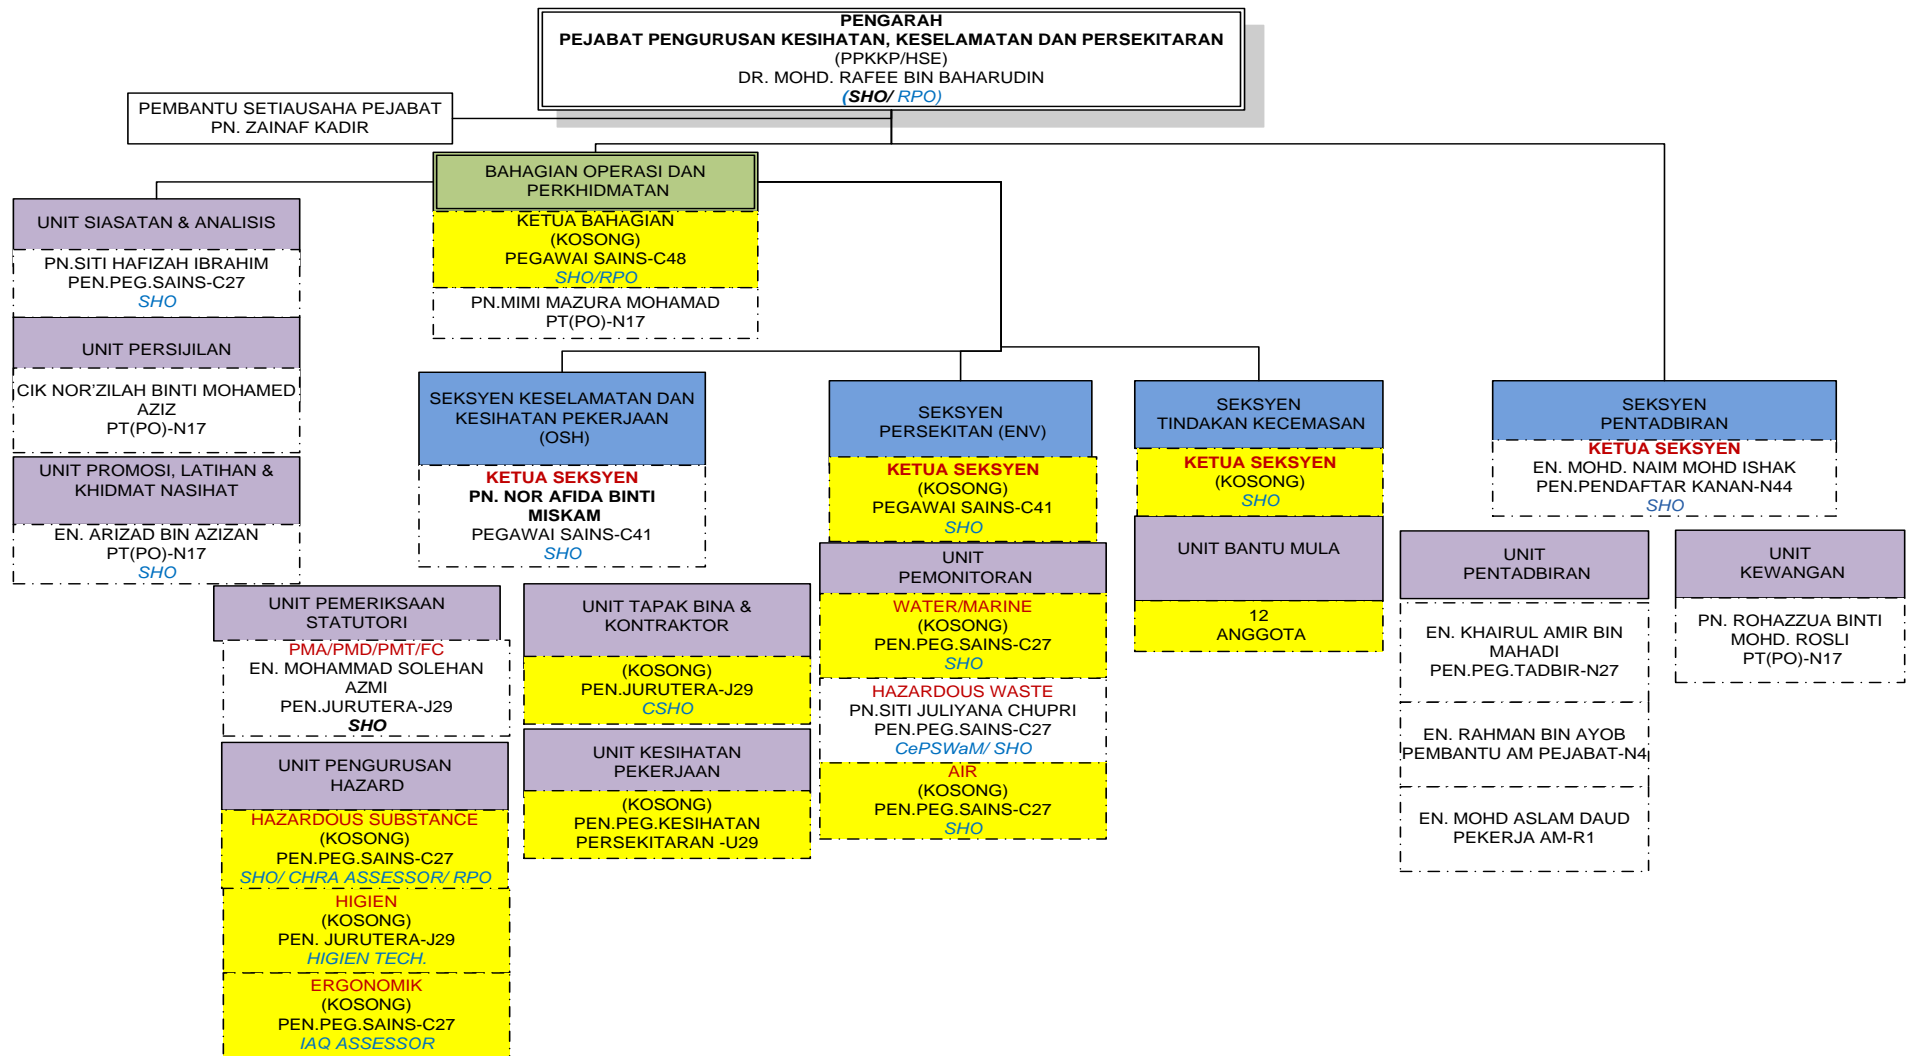 PENGARAH
PEJABAT PENGURUSAN KESIHATAN, KESELAMATAN DAN PERSEKITARAN
(PPKKP/HSE)
DR. MOHD. RAFEE BIN BAHARUDIN
(SHO/ RPO)
PEMBANTU SETIAUSAHA PEJABAT
PN. ZAINAF KADIR
BAHAGIAN OPERASI DAN
PERKHIDMATAN
KETUA BAHAGIAN
(KOSONG)
PEGAWAI SAINS-C48
SHO/RPO
PN.MIMI MAZURA MOHAMAD
PT(PO)-N17
UNIT SIASATAN & ANALISIS
PN.SITI HAFIZAH IBRAHIM
PEN.PEG.SAINS-C27
SHO
UNIT PERSIJILAN
CIK NOR'ZILAH BINTI MOHAMED
AZIZ
PT(PO)-N17
UNIT PROMOSI, LATIHAN &
KHIDMAT NASIHAT
EN. ARIZAD BIN AZIZAN
PT(PO)-N17
SHO
SEKSYEN KESELAMATAN DAN
KESIHATAN PEKERJAAN
(OSH)
KETUA SEKSYEN
PN. NOR AFIDA BINTI
MISKAM
PEGAWAI SAINS-C41
SHO
UNIT PEMERIKSAAN
STATUTORI
PMA/PMD/PMT/FC
EN. MOHAMMAD SOLEHAN
AZMI
PEN.JURUTERA-J29
SHO
UNIT PENGURUSAN
HAZARD
HAZARDOUS SUBSTANCE
(KOSONG)
PEN.PEG.SAINS-C27
SHO/ CHRA ASSESSOR/ RPO
HIGIEN
(KOSONG)
PEN. JURUTERA-J29
HIGIEN TECH.
ERGONOMIK
(KOSONG)
PEN.PEG.SAINS-C27
IAQ ASSESSOR
UNIT TAPAK BINA &
KONTRAKTOR
(KOSONG)
PEN.JURUTERA-J29
CSHO
UNIT KESIHATAN
PEKERJAAN
(KOSONG)
PEN.PEG.KESIHATAN
PERSEKITARAN -U29
SEKSYEN
PERSEKITAN (ENV)
KETUA SEKSYEN
(KOSONG)
PEGAWAI SAINS-C41
SHO
UNIT
PEMONITORAN
WATER/MARINE
(KOSONG)
PEN.PEG.SAINS-C27
SHO
HAZARDOUS WASTE
PN.SITI JULIYANA CHUPRI
PEN.PEG.SAINS-C27
CePSWaM/ SHO
AIR
(KOSONG)
PEN.PEG.SAINS-C27
SHO
SEKSYEN
TINDAKAN KECEMASAN
KETUA SEKSYEN
(KOSONG)
SHO
UNIT BANTU MULA
12
ANGGOTA
SEKSYEN
PENTADBIRAN
KETUA SEKSYEN
EN. MOHD. NAIM MOHD ISHAK
PEN.PENDAFTAR KANAN-N44
SHO
UNIT
PENTADBIRAN
EN. KHAIRUL AMIR BIN
MAHADI
PEN.PEG.TADBIR-N27
EN. RAHMAN BIN AYOB
PEMBANTU AM PEJABAT-N4
EN. MOHD ASLAM DAUD
PEKERJA AM-R1
UNIT
KEWANGAN
PN. ROHAZZUA BINTI
MOHD. ROSLI
PT(PO)-N17